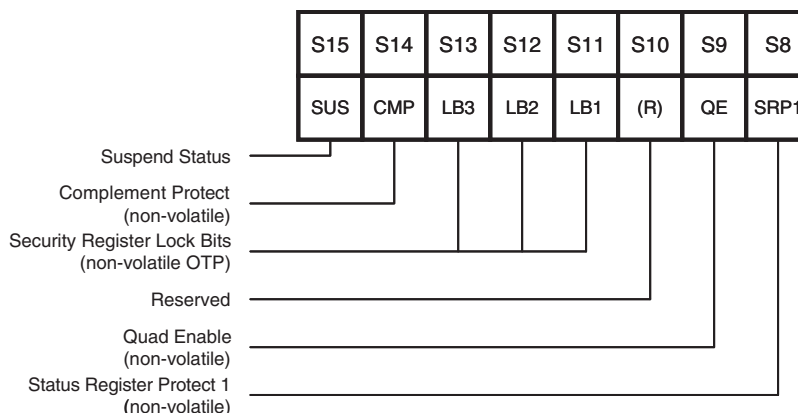 S15 S14 S13 S12 S11 S10 S9 S8
SUS CMP LB3 LB2 LB1 (R) QE SRP1
Suspend Status
Complement Protect
(non-volatile)
Security Register Lock Bits
(non-volatile OTP)
Reserved
Quad Enable
(non-volatile)
Status Register Protect 1
(non-volatile)